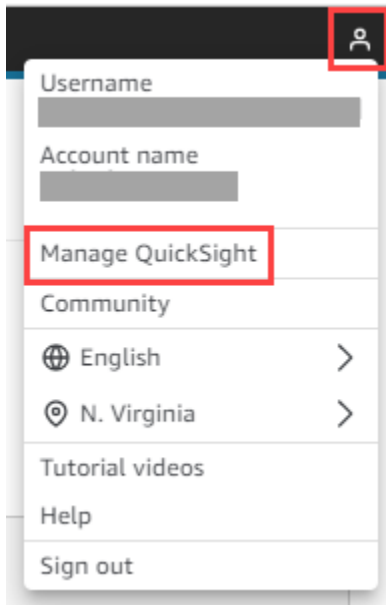 Username
Account name
Manage QuickSight
Community
English
N. Virginia
Tutorial videos
Help
Sign out